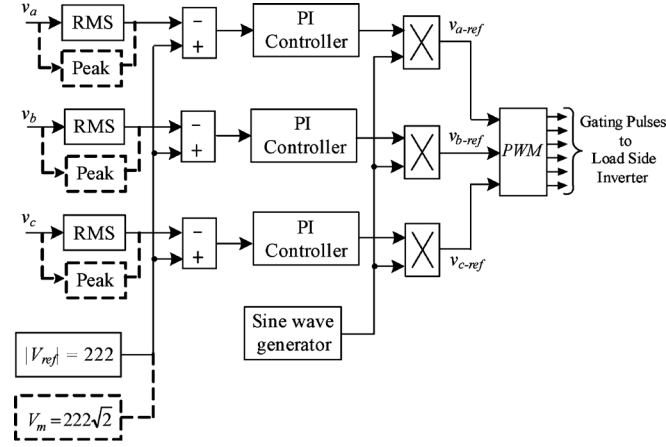 v_a
RMS
Peak
−
+
PI
Controller
v_a-ref
v_b
RMS
Peak
−
+
PI
Controller
v_b-ref
PWM
Gating Pulses
to
Load Side
Inverter
v_c
RMS
Peak
−
+
PI
Controller
v_c-ref
Sine wave
generator
|V_ref| = 222
V_m = 222√2